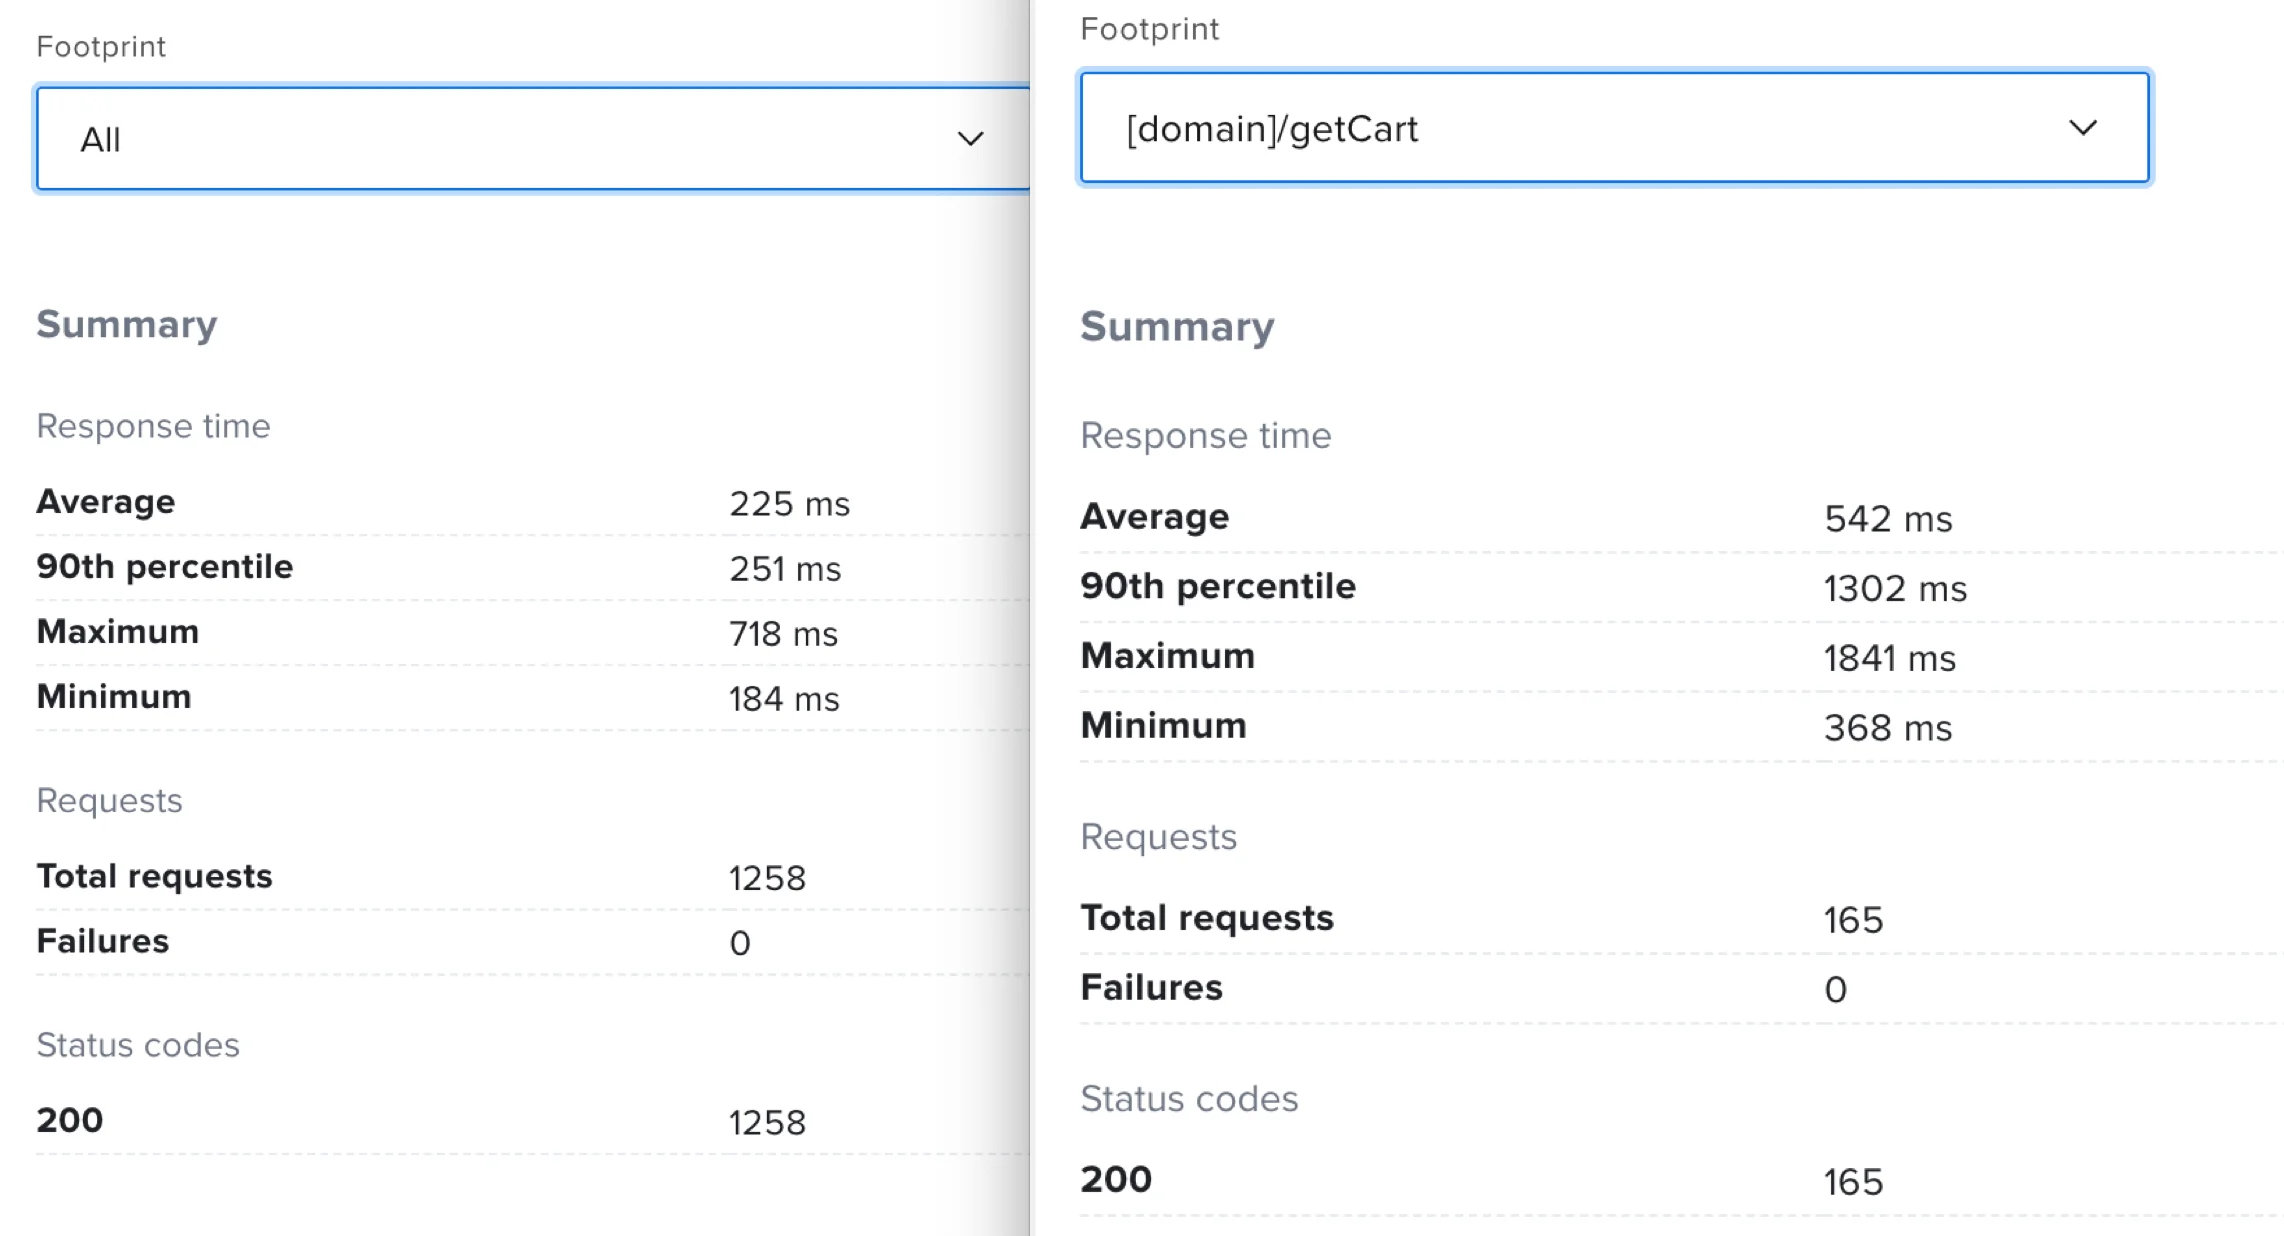 Footprint
All
Summary
Response time
Average 225 ms
90th percentile 251 ms
Maximum 718 ms
Minimum 184 ms
Requests
Total requests 1258
Failures 0
Status codes
200 1258
Footprint
[domain]/getCart
Summary
Response time
Average 542 ms
90th percentile 1302 ms
Maximum 1841 ms
Minimum 368 ms
Requests
Total requests 165
Failures 0
Status codes
200 165